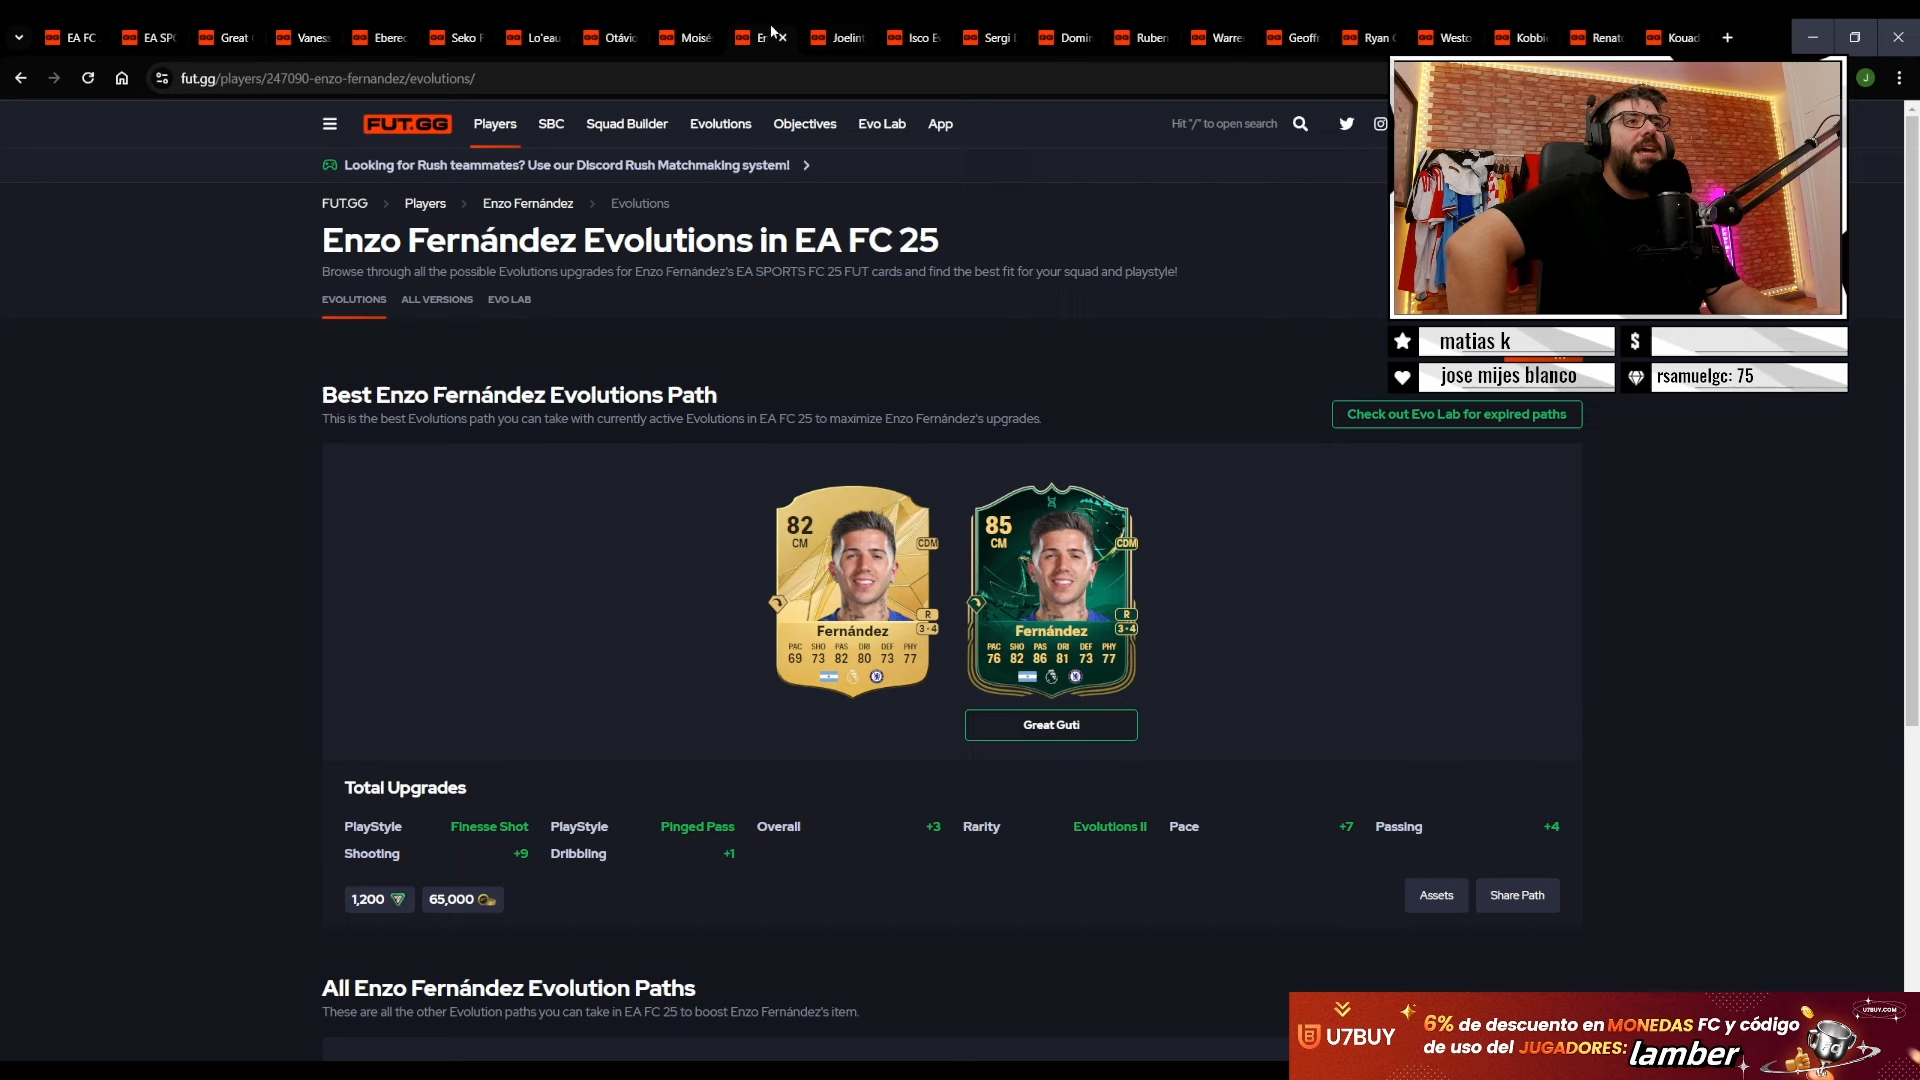 EA FC
EA SPC
Great
Vaness
Eberec
Seko F
Lo'eau
Otávio
Moisé
Er
Joelint
Isco E
Sergi
Domin
Ruben
Warre
Geoffr
Ryan
Westo
Kobbi
Renat
Kouad
fut.gg/players/247090-enzo-fernandez/evolutions/
J
FUT.GG
Players
SBC
Squad Builder
Evolutions
Objectives
Evo Lab
App
Hit "/" to open search
Looking for Rush teammates? Use our Discord Rush Matchmaking system!
FUT.GG > Players > Enzo Fernández > Evolutions
Enzo Fernández Evolutions in EA FC 25
Browse through all the possible Evolutions upgrades for Enzo Fernández's EA SPORTS FC 25 FUT cards and find the best fit for your squad and playstyle!
EVOLUTIONS ALL VERSIONS EVO LAB
matias k
$
jose mijes blanco
rsamuelgc: 75
Best Enzo Fernández Evolutions Path
This is the best Evolutions path you can take with currently active Evolutions in EA FC 25 to maximize Enzo Fernández's upgrades.
Check out Evo Lab for expired paths
82
CM
CDM
R
3·4
Fernández
PAC SHO PAS DRI DEF PHY
69 73 82 80 73 77
85
CM
CDM
R
3·4
Fernández
PAC SHO PAS DRI DEF PHY
76 82 86 81 73 77
Great Guti
Total Upgrades
PlayStyle Finesse Shot
PlayStyle Pinged Pass
Overall +3
Rarity Evolutions II
Pace +7
Passing +4
Shooting +9
Dribbling +1
1,200
65,000
Assets
Share Path
All Enzo Fernández Evolution Paths
These are all the other Evolution paths you can take in EA FC 25 to boost Enzo Fernández's item.
U7BUY
6% de descuento en MONEDAS FC y código
de uso del JUGADORES: lamber
U7BUY.COM